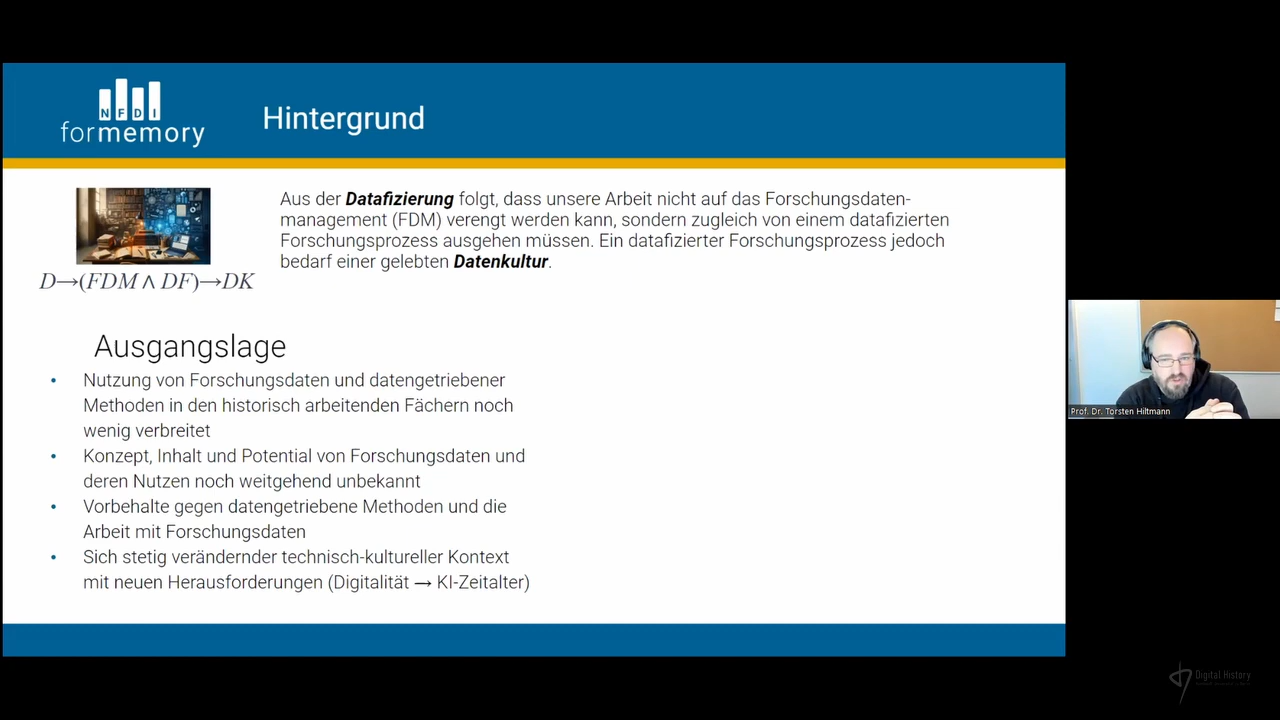 NFDI
formemory
Hintergrund
Aus der Datafizierung folgt, dass unsere Arbeit nicht auf das Forschungsdaten-
management (FDM) verengt werden kann, sondern zugleich von einem datafizierten
Forschungsprozess ausgehen müssen. Ein datafizierter Forschungsprozess jedoch
bedarf einer gelebten Datenkultur.
D→(FDM ∧ DF)→DK
Ausgangslage
• Nutzung von Forschungsdaten und datengetriebener
Methoden in den historisch arbeitenden Fächern noch
wenig verbreitet
• Konzept, Inhalt und Potential von Forschungsdaten und
deren Nutzen noch weitgehend unbekannt
• Vorbehalte gegen datengetriebene Methoden und die
Arbeit mit Forschungsdaten
• Sich stetig verändernder technisch-kultureller Kontext
mit neuen Herausforderungen (Digitalität → KI-Zeitalter)
Prof. Dr. Torsten Hiltmann
Digital History